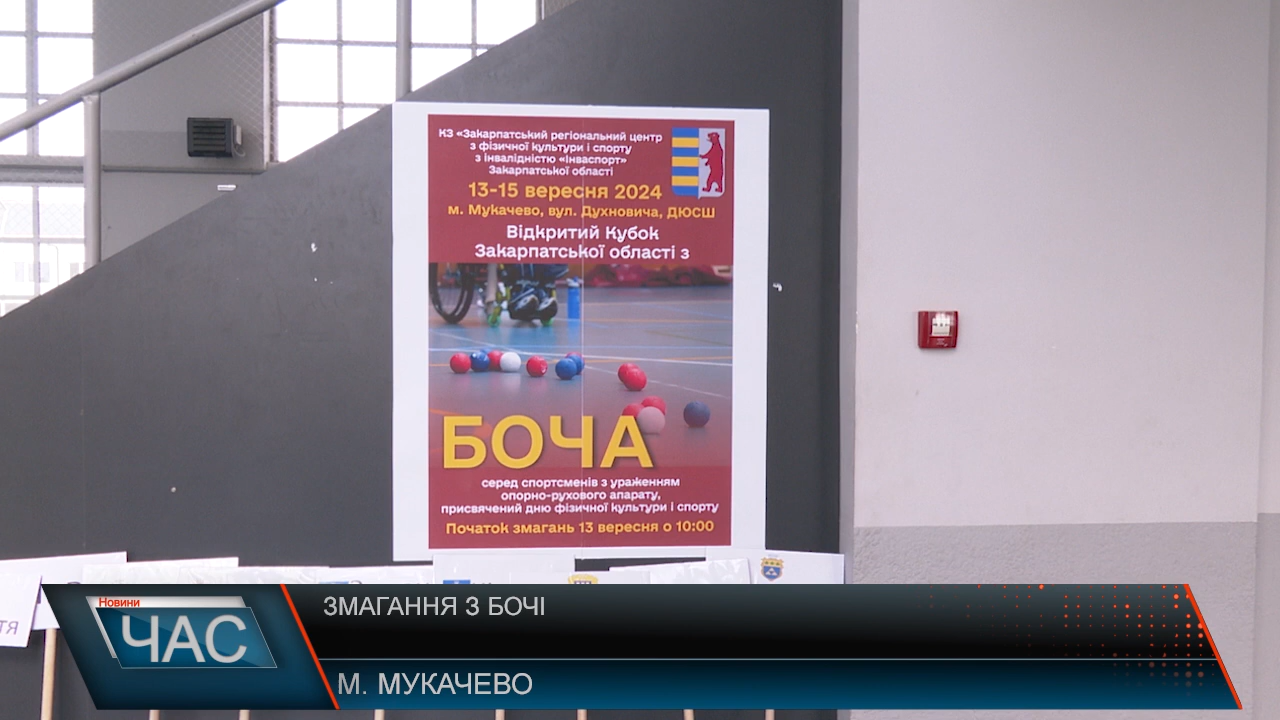 КЗ «Закарпатський регіональний центр
з фізичної культури і спорту
з інвалідністю «Інваспорт»
Закарпатської області
13-15 вересня 2024
м. Мукачево, вул. Духновича, ДЮСШ
Відкритий Кубок
Закарпатської області з
БОЧА
серед спортсменів з ураженням
опорно-рухового апарату,
присвячений дню фізичної культури і спорту
Початок змагань 13 вересня о 10:00
Новини
ЧАС
ЗМАГАННЯ З БОЧІ
М. МУКАЧЕВО